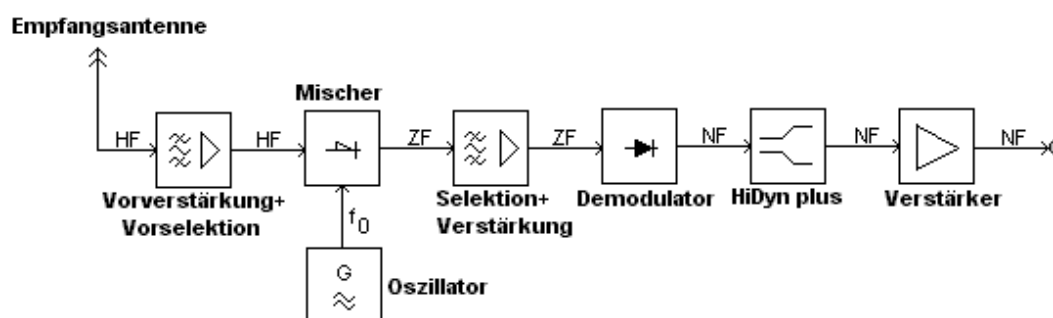 Empfangsantenne
Mischer
HF
HF
ZF
ZF
NF
NF
NF
Vorverstärkung+
Vorselektion
Selektion+
Verstärkung
Demodulator
HiDyn plus
Verstärker
f0
G
Oszillator